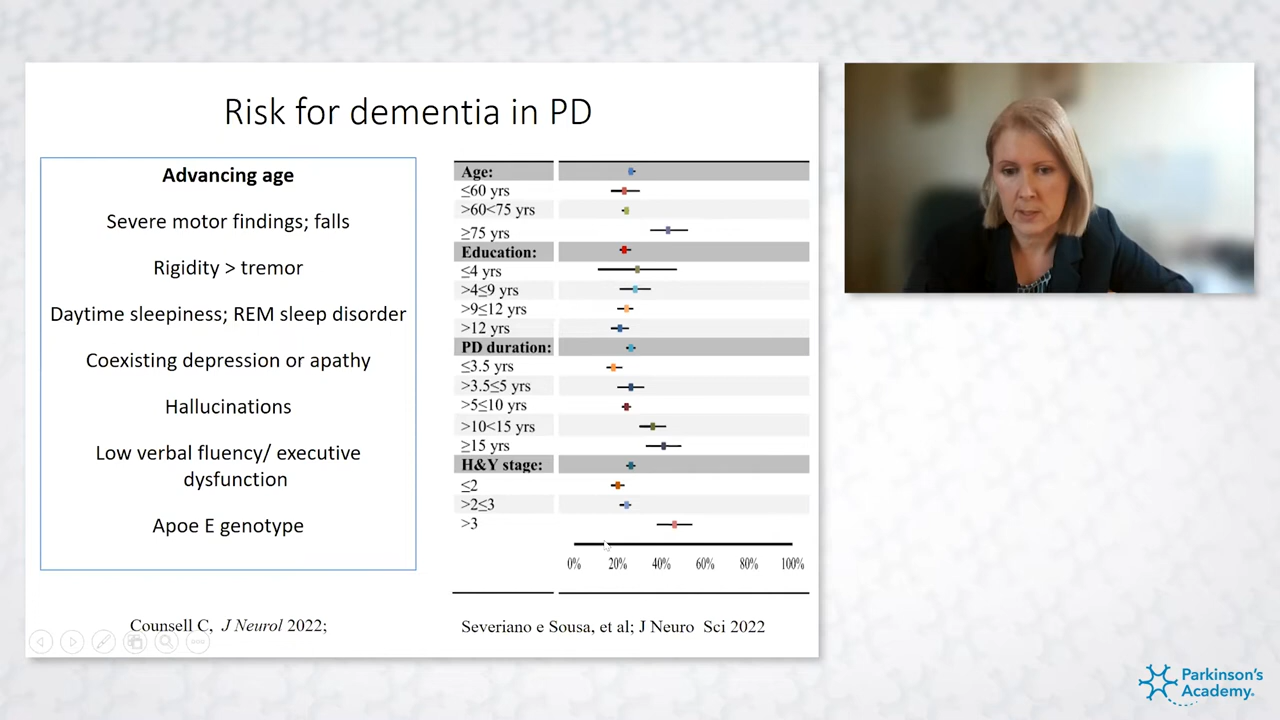 Risk for dementia in PD
Advancing age
Severe motor findings; falls
Rigidity > tremor
Daytime sleepiness; REM sleep disorder
Coexisting depression or apathy
Hallucinations
Low verbal fluency/ executive
dysfunction
Apoe E genotype
Counsell C, J Neurol 2022;
Age:
≤60 yrs
>60<75 yrs
≥75 yrs
Education:
≤4 yrs
>4≤9 yrs
>9≤12 yrs
>12 yrs
PD duration:
≤3.5 yrs
>3.5≤5 yrs
>5≤10 yrs
>10<15 yrs
≥15 yrs
H&Y stage:
≤2
>2≤3
>3
0% 20% 40% 60% 80% 100%
Severiano e Sousa, et al; J Neuro Sci 2022
Parkinson's
Academy.